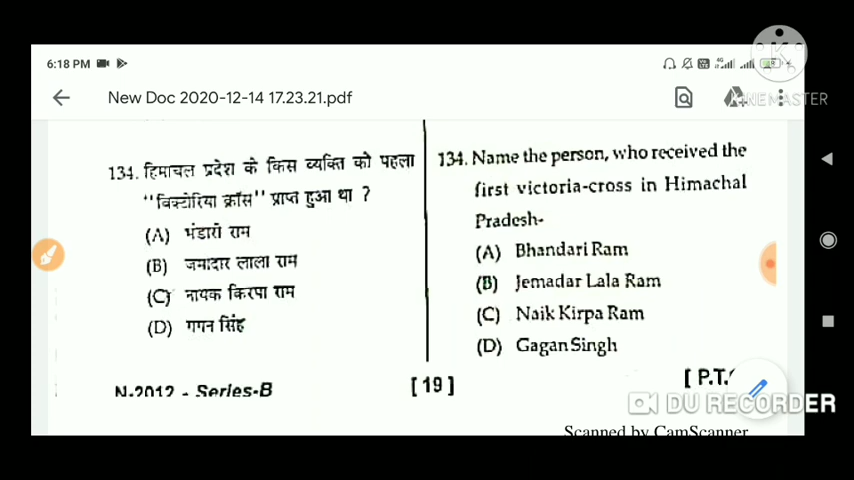 6:18 PM
KINEMASTER
New Doc 2020-12-14 17.23.21.pdf
134. हिमाचल प्रदेश के किस व्यक्ति को पहला
"विक्टोरिया क्रॉस" प्राप्त हुआ था ?
(A) भंडारी राम
(B) जमादार लाला राम
(C) नायक किरपा राम
(D) गगन सिंह
134. Name the person, who received the
first victoria-cross in Himachal
Pradesh-
(A) Bhandari Ram
(B) Jemadar Lala Ram
(C) Naik Kirpa Ram
(D) Gagan Singh
N-2012 - Series-B
[ 19 ]
[ P.T.
DU RECORDER
Scanned by CamScanner